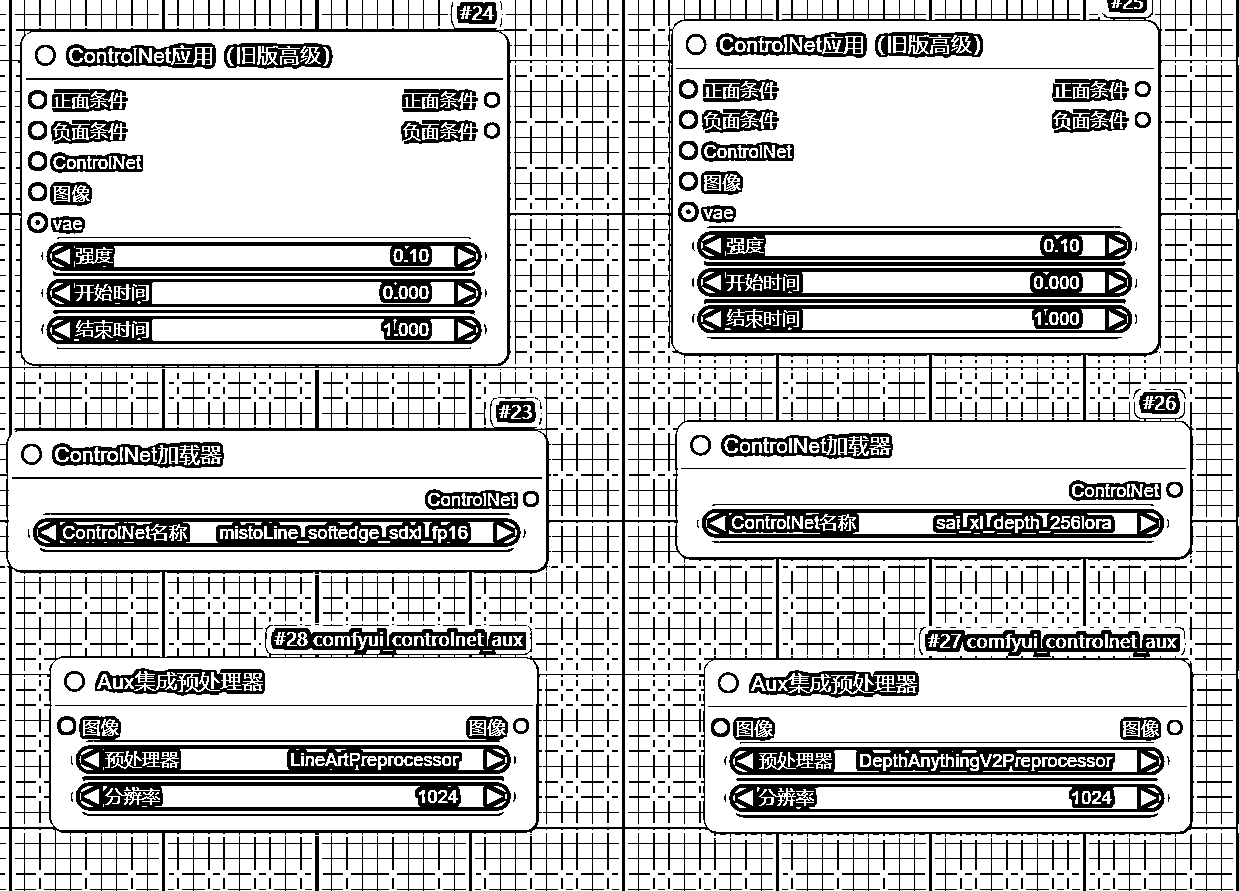 #24
ControlNet应用（旧版高级）
正面条件 正面条件
负面条件 负面条件
ControlNet
图像
vae
强度 0.10
开始时间 0.000
结束时间 1.000
#25
ControlNet应用（旧版高级）
正面条件 正面条件
负面条件 负面条件
ControlNet
图像
vae
强度 0.10
开始时间 0.000
结束时间 1.000
#23
ControlNet加载器
ControlNet
ControlNet名称 mistoLine_softedge_sdxl_fp16
#26
ControlNet加载器
ControlNet
ControlNet名称 sai_xl_depth_256lora
#28 comfyui_controlnet_aux
Aux集成预处理器
图像 图像
预处理器 LineArtPreprocessor
分辨率 1024
#27 comfyui_controlnet_aux
Aux集成预处理器
图像 图像
预处理器 DepthAnythingV2Preprocessor
分辨率 1024